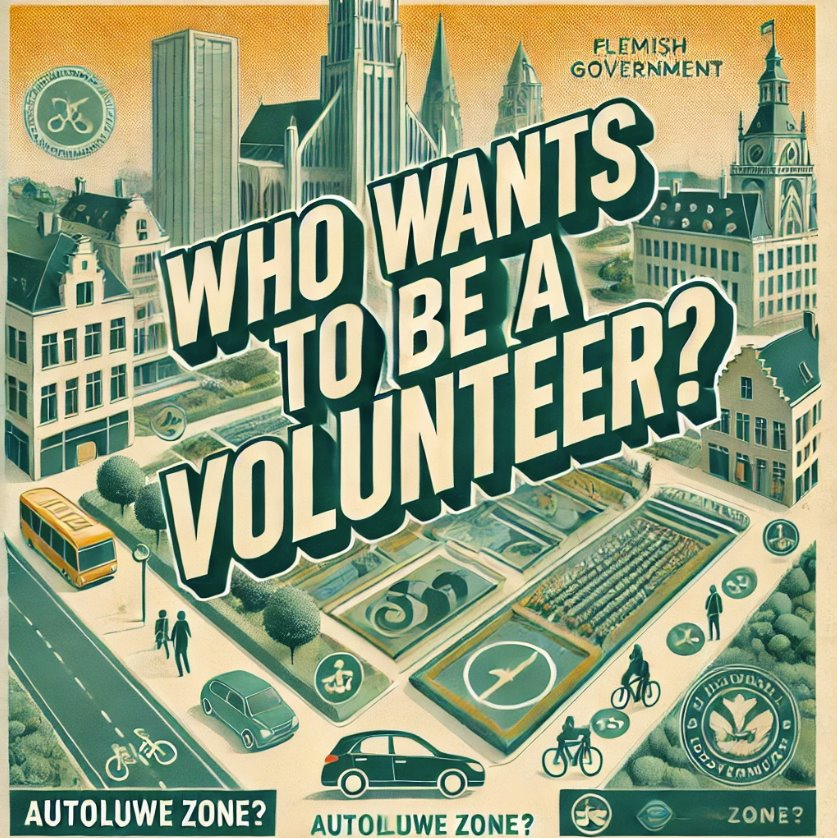 FLEMISH
GOVERNMENT
WHO WANTS
TO BE A
VOLUNTEER?
AUTOLUWE ZONE?
AUTOLUWE ZONE?
ZONE?